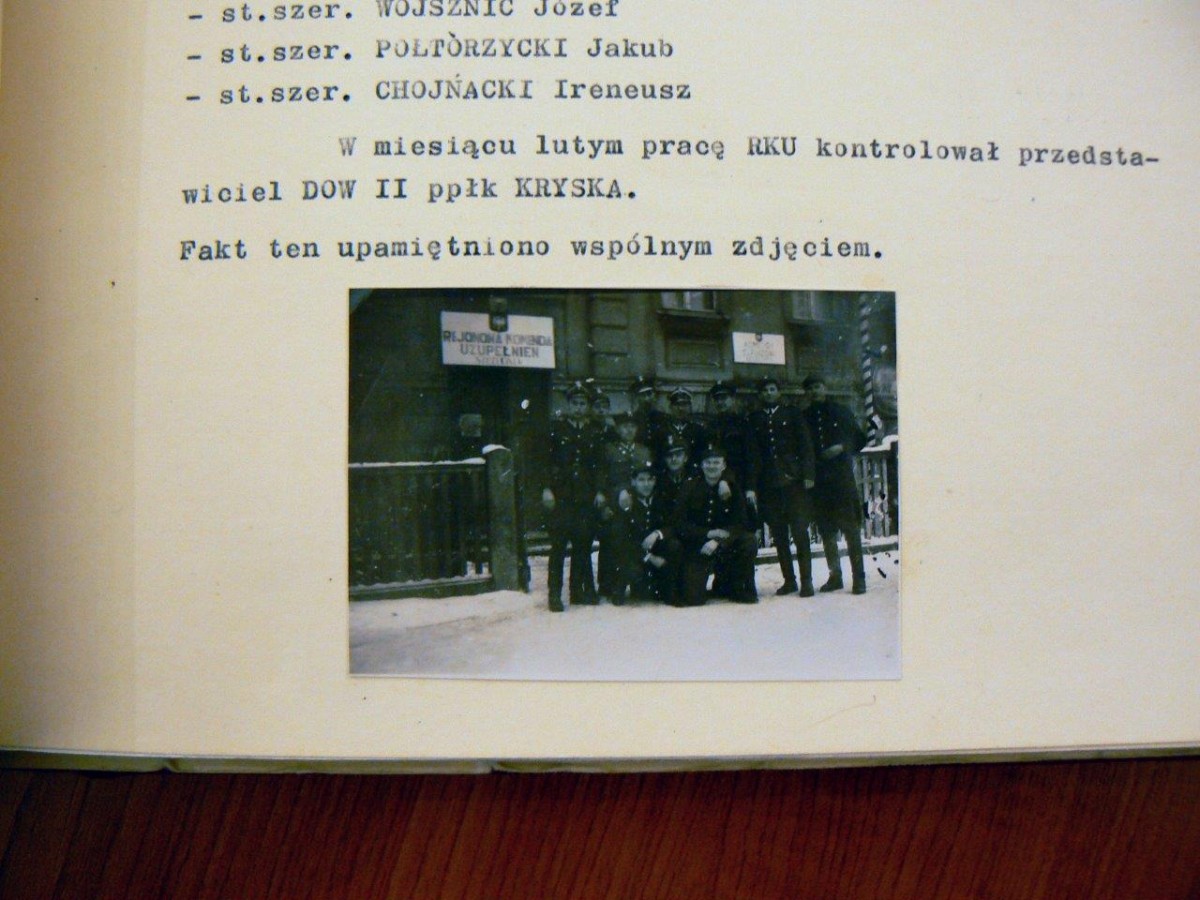 - st.szer. WOJSZNIC Józef
- st.szer. POŁTÒRZYCKI Jakub
- st.szer. CHOJŃACKI Ireneusz
W miesiącu lutym pracę RKU kontrolował przedsta-
wiciel DOW II ppłk KRYSKA.
Fakt ten upamiętniono wspólnym zdjęciem.
REJONOWA KOMENDA
UZUPEŁNIEŃ